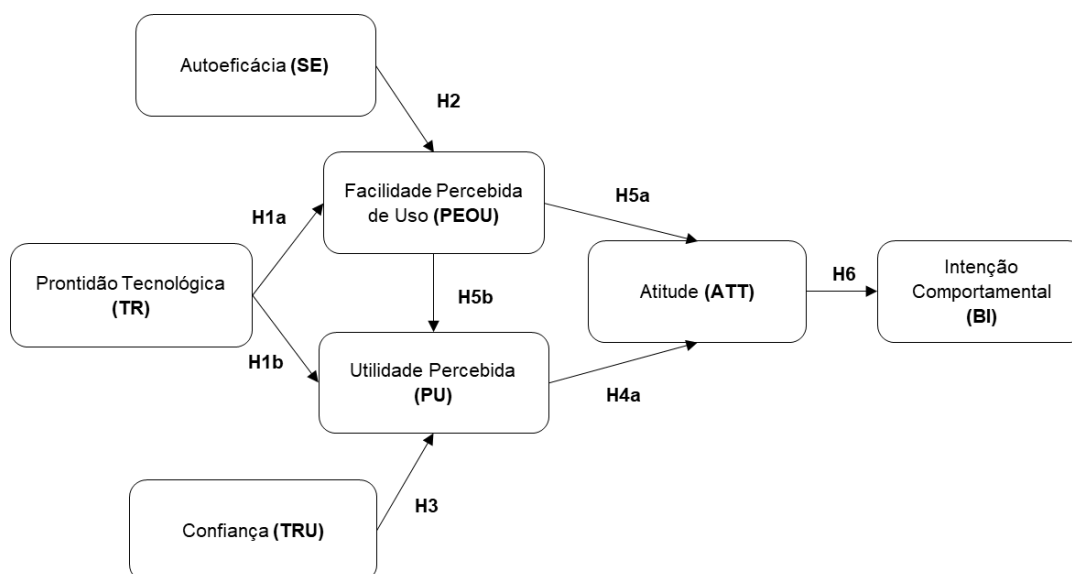 Autoeficácia (SE)
H2
Facilidade Percebida
de Uso (PEOU)
H5a
H1a
Prontidão Tecnológica
(TR)
H5b
Atitude (ATT)
H6
Intenção
Comportamental
(BI)
H1b
Utilidade Percebida
(PU)
H4a
H3
Confiança (TRU)